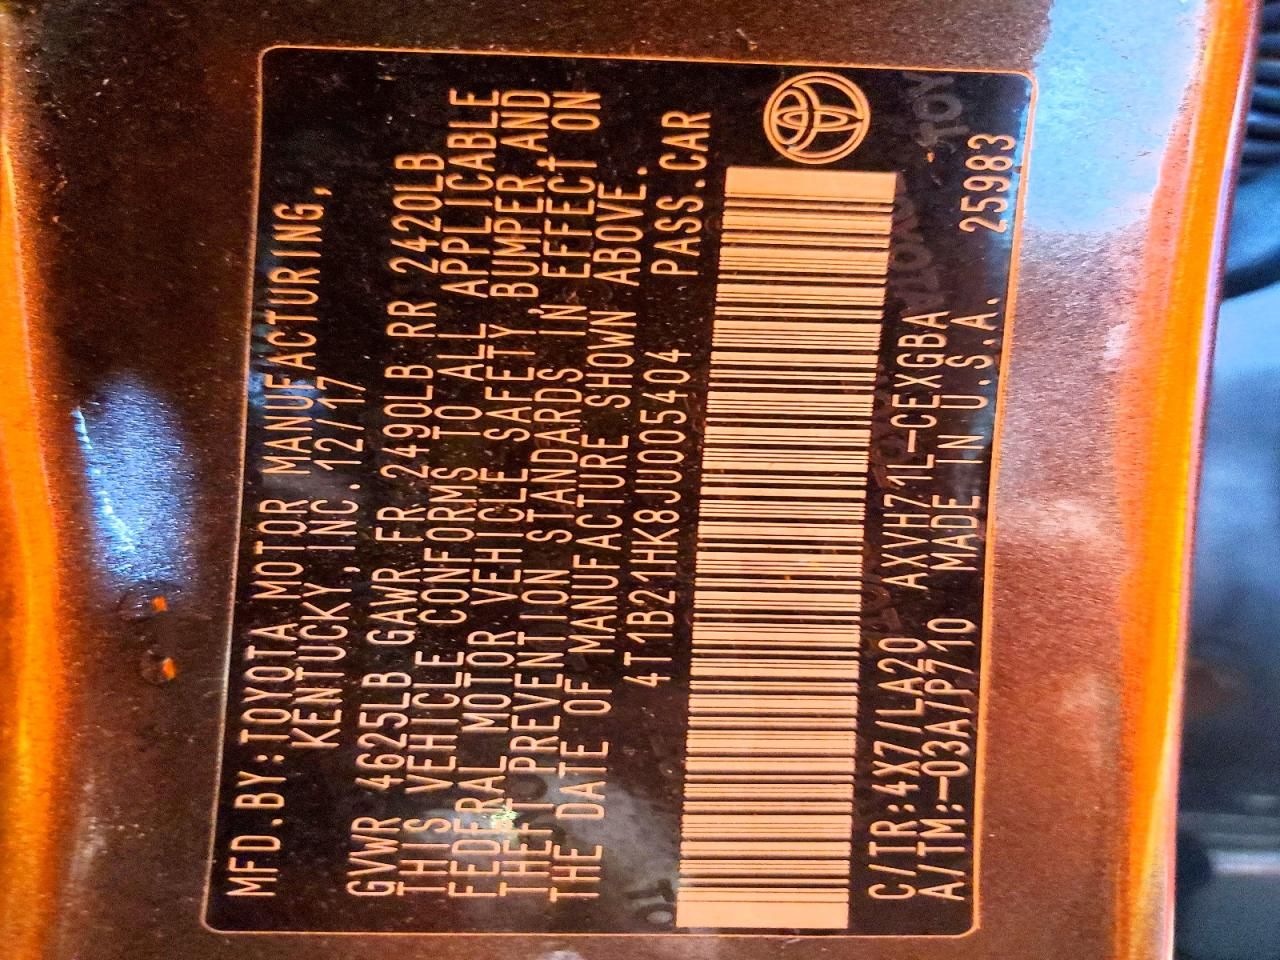 MFD.BY:TOYOTA MOTOR MANUFACTURING,
KENTUCKY,INC.12/17
GVWR 4625LB GAWR FR 2490LB RR 2420LB
THIS VEHICLE CONFORMS TO ALL APPLICABLE
FEDERAL MOTOR VEHICLE SAFETY,BUMPER,AND
THEFT PREVENTION STANDARDS IN EFFECT ON
THE DATE OF MANUFACTURE SHOWN ABOVE.
4T1B21HK8JU005404 PASS.CAR
C/TR:4X7/LA20 AXVH71L-CEXGBA
A/TM:-03A/P710 MADE IN U.S.A. 25983